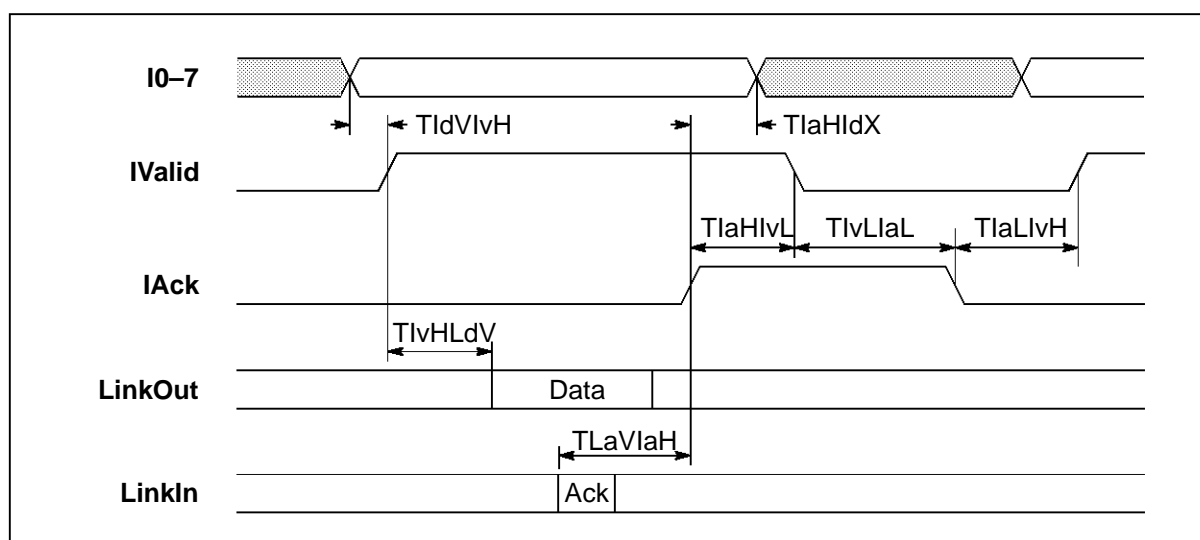 I0–7
TIdVIvH
TIaHIdX
IValid
TIaHIvL
TIvLIaL
TIaLIvH
IAck
TIvHLdV
LinkOut
Data
TLaVIaH
LinkIn
Ack